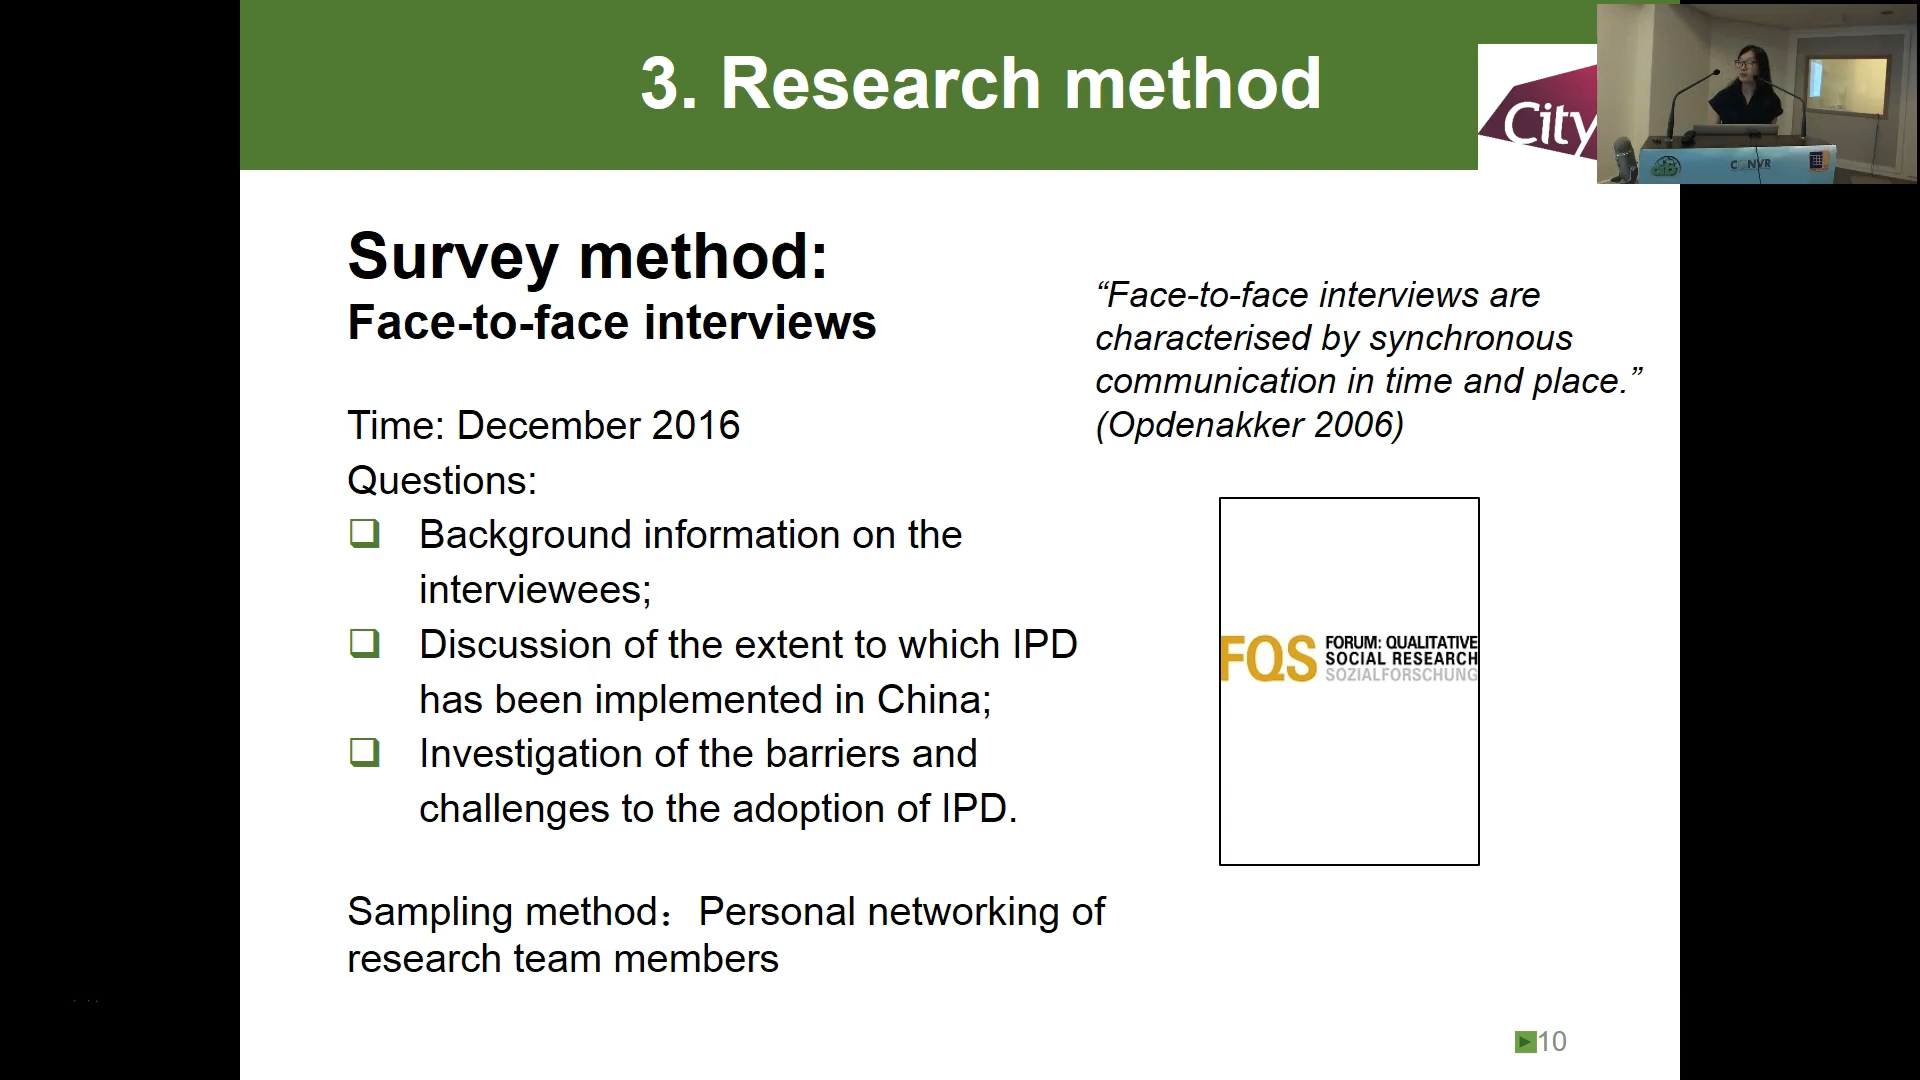 3. Research method
City
CONVR
Survey method:
Face-to-face interviews
“Face-to-face interviews are
characterised by synchronous
communication in time and place.”
(Opdenakker 2006)
Time: December 2016
Questions:
Background information on the
interviewees;
Discussion of the extent to which IPD
has been implemented in China;
Investigation of the barriers and
challenges to the adoption of IPD.
FQS
FORUM: QUALITATIVE
SOCIAL RESEARCH
SOZIALFORSCHUNG
Sampling method：Personal networking of
research team members
10